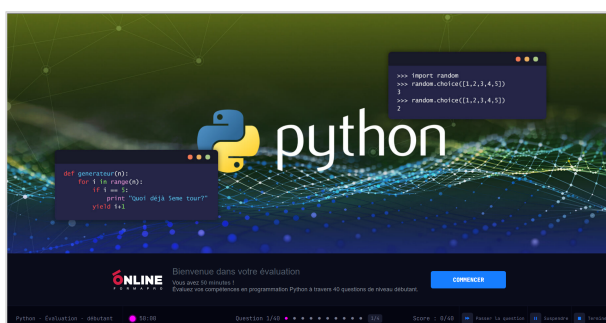 >>> import random
>>> random.choice([1,2,3,4,5])
3
>>> random.choice([1,2,3,4,5])
2
python
def generateur(n):
for i in range(n):
if i == 5:
print "Quoi déjà 5eme tour?"
yield i+1
ONLINE
FORMAPRO
Bienvenue dans votre évaluation
Vous avez 50 minutes !
Évaluez vos compétences en programmation Python à travers 40 questions de niveau débutant.
COMMENCER
Python - Évaluation - débutant
50:00
Question 1/40
1/4
Score : 0/40
Passer la question
Suspendre